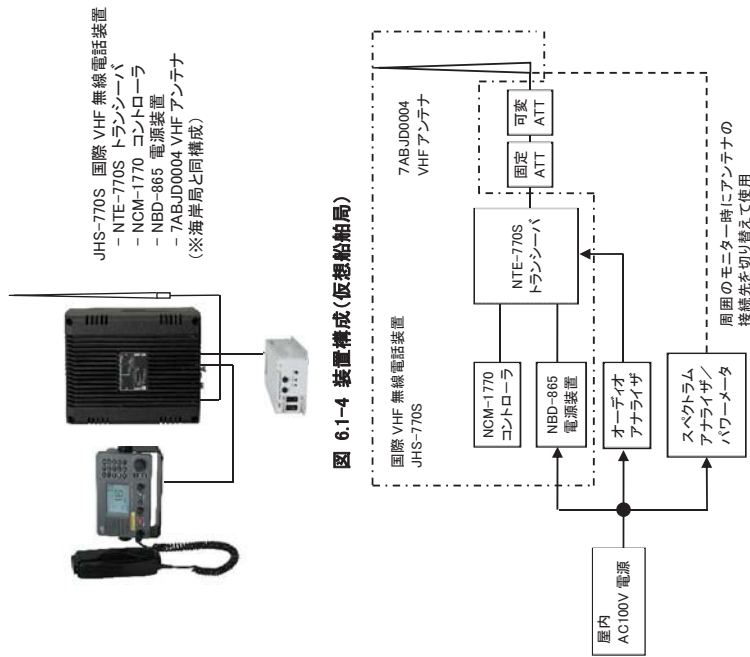 JHS-770S 国際 VHF 無線電話装置
- NTE-770S トランシーバ
- NCM-1770 コントローラ
- NBD-865 電源装置
- 7ABJD0004 VHF アンテナ
(※海岸局と同構成)
図 6.1-4 装置構成(仮想船舶局)
国際 VHF 無線電話装置
JHS-770S
7ABJD0004
VHF アンテナ
NCM-1770
コントローラ
NBD-865
電源装置
NTE-770S
トランシーバ
固定
ATT
可変
ATT
オーディオ
アナライザ
スペクトラム
アナライザ/
パワーメータ
屋内
AC100V 電源
周囲のモニター時にアンテナの
接続先を切り替えて使用